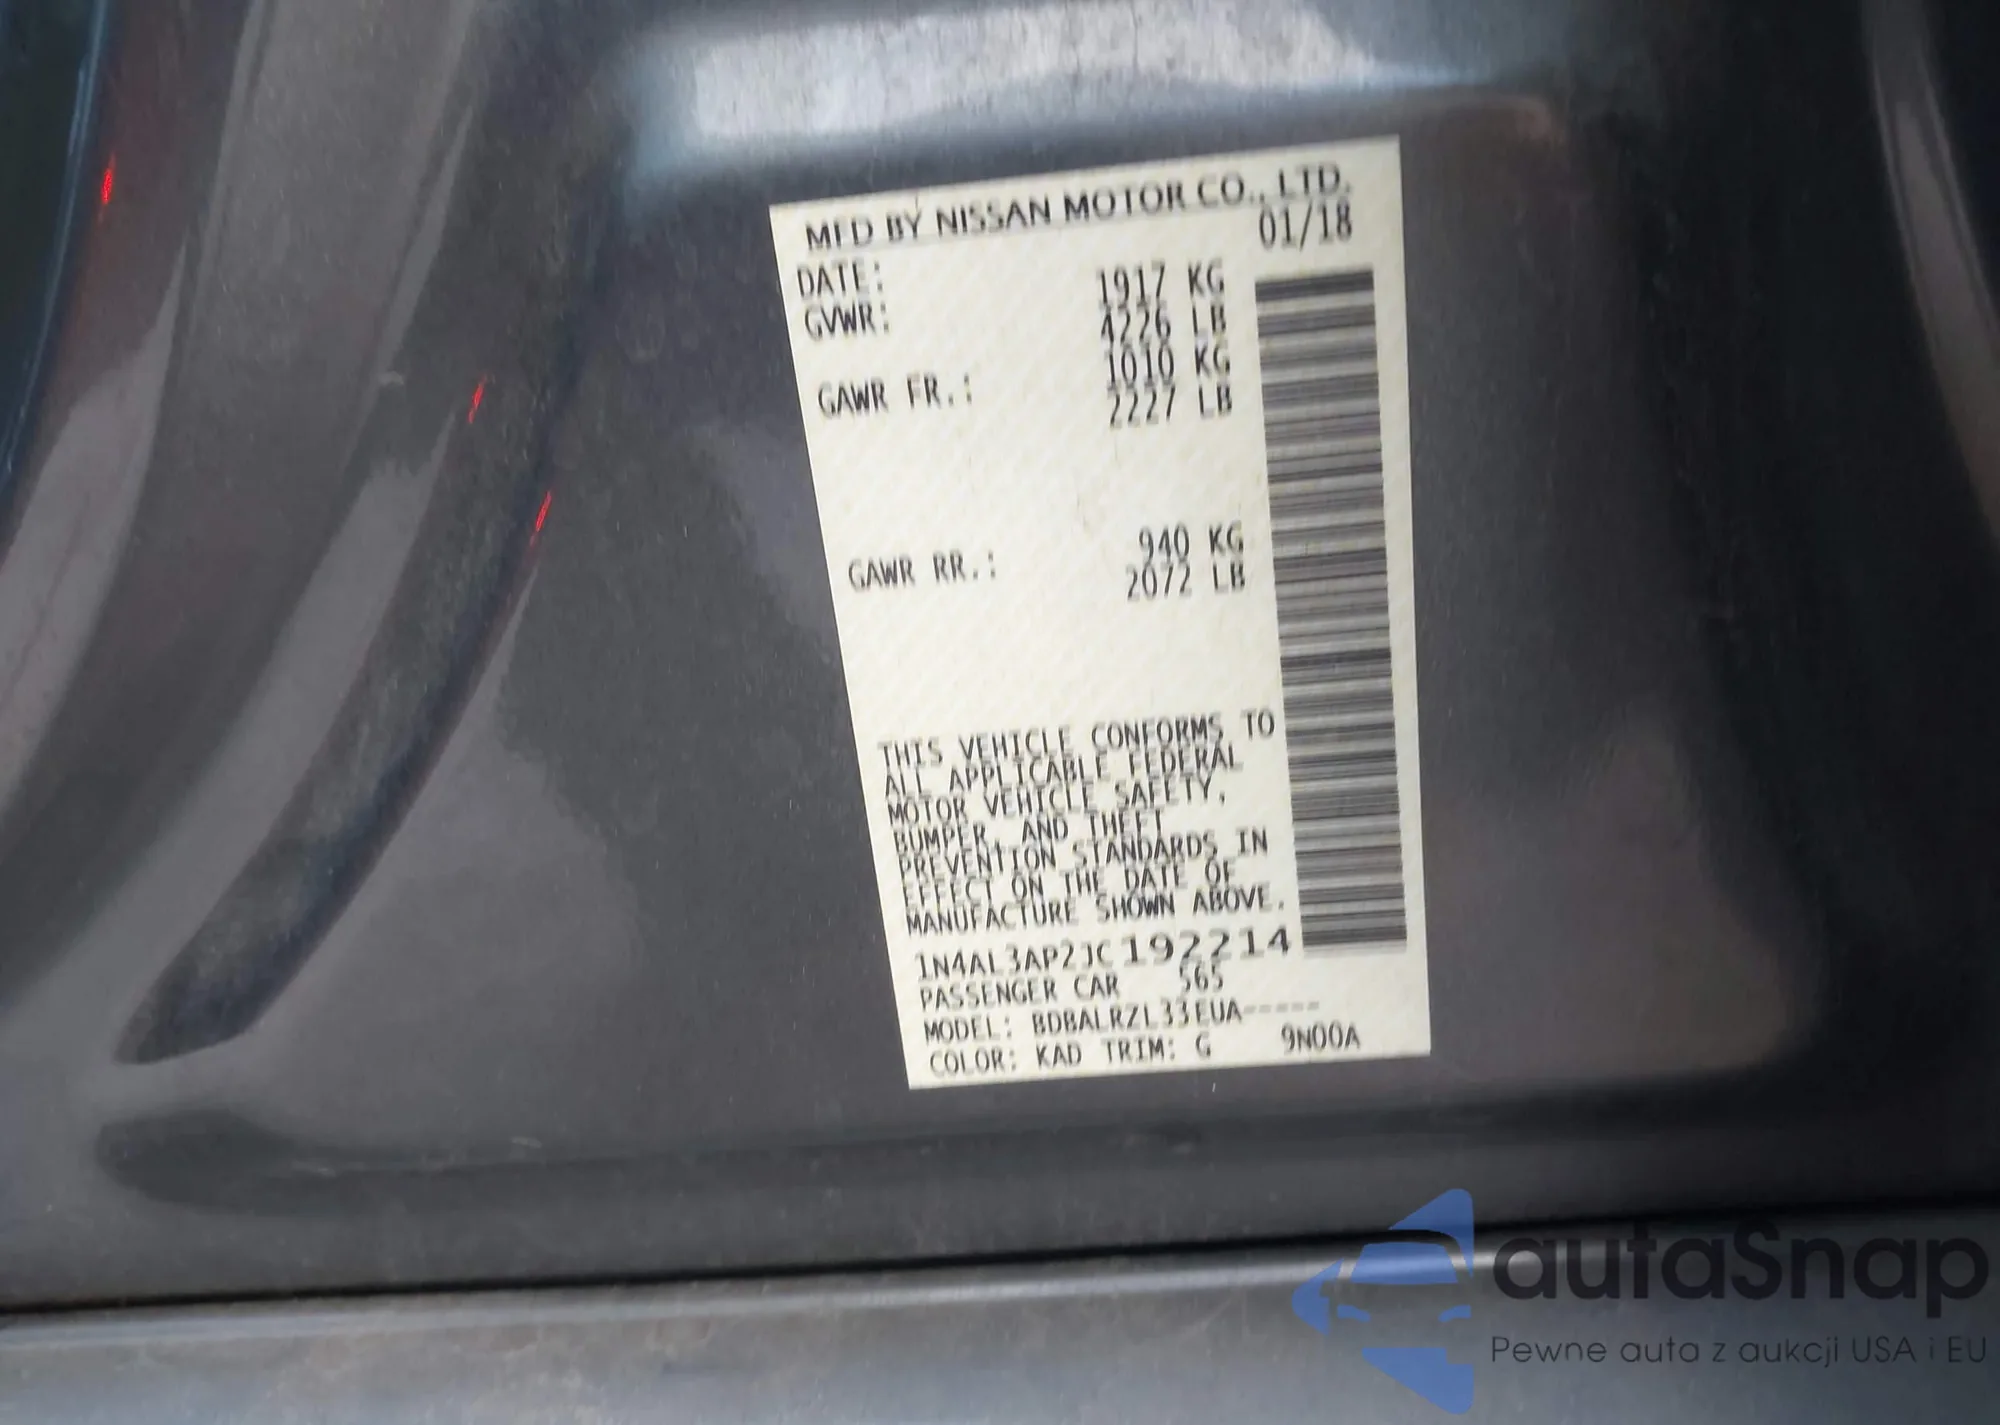 MFD BY NISSAN MOTOR CO., LTD.
01/18
DATE: 1917 KG
GVWR: 4226 LB
1010 KG
GAWR FR.: 2227 LB
940 KG
GAWR RR.: 2072 LB
THIS VEHICLE CONFORMS TO
ALL APPLICABLE FEDERAL
MOTOR VEHICLE SAFETY,
BUMPER, AND THEFT
PREVENTION STANDARDS IN
EFFECT ON THE DATE OF
MANUFACTURE SHOWN ABOVE.
1N4AL3AP2JC192214
PASSENGER CAR 565
MODEL: BDBALRZL33EUA-----
COLOR: KAD TRIM: G 9N00A
autaSnap
Pewne auta z aukcji USA i EU